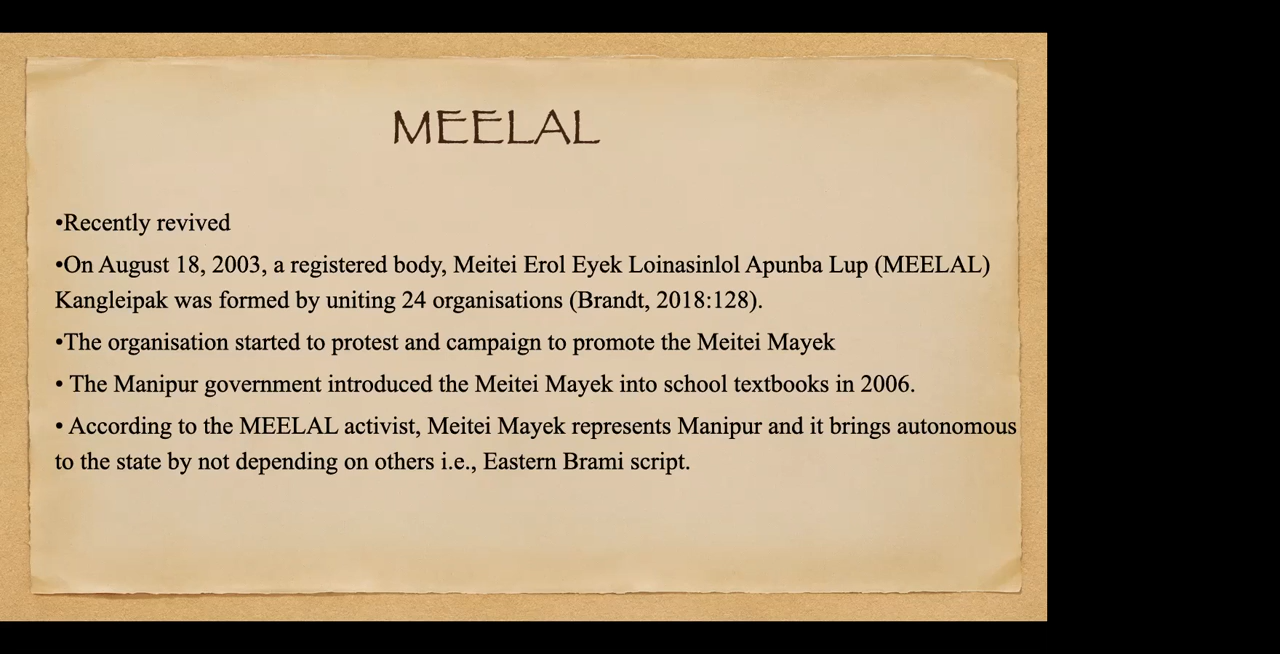 MEELAL
•Recently revived
•On August 18, 2003, a registered body, Meitei Erol Eyek Loinasinlol Apunba Lup (MEELAL)
Kangleipak was formed by uniting 24 organisations (Brandt, 2018:128).
•The organisation started to protest and campaign to promote the Meitei Mayek
• The Manipur government introduced the Meitei Mayek into school textbooks in 2006.
• According to the MEELAL activist, Meitei Mayek represents Manipur and it brings autonomous
to the state by not depending on others i.e., Eastern Brami script.